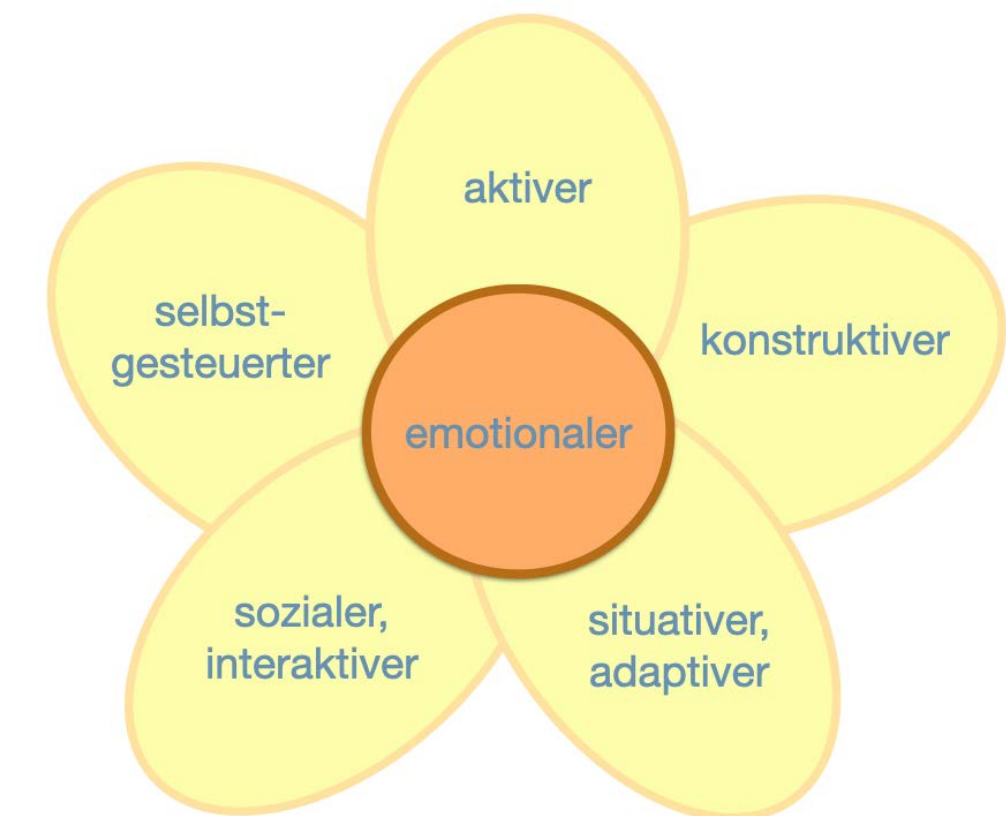 aktiver
selbst-
gesteuerter
konstruktiver
emotionaler
sozialer,
interaktiver
situativer,
adaptiver